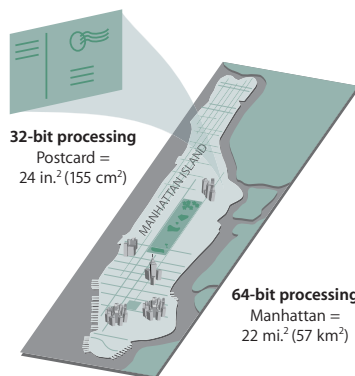 32-bit processing
Postcard =
24 in.² (155 cm²)
MANHATTAN ISLAND
64-bit processing
Manhattan =
22 mi.² (57 km²)